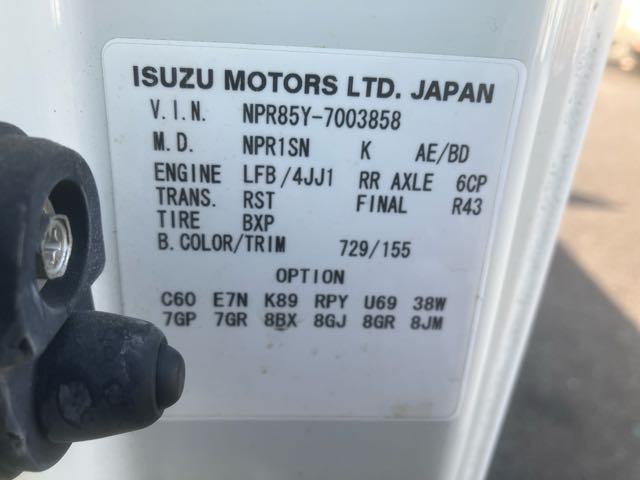 ISUZU MOTORS LTD. JAPAN
V.I.N. NPR85Y-7003858
M.D. NPR1SN K AE/BD
ENGINE LFB/4JJ1 RR AXLE 6CP
TRANS. RST FINAL R43
TIRE BXP
B.COLOR/TRIM 729/155
OPTION
C60 E7N K89 RPY U69 38W
7GP 7GR 8BX 8GJ 8GR 8JM